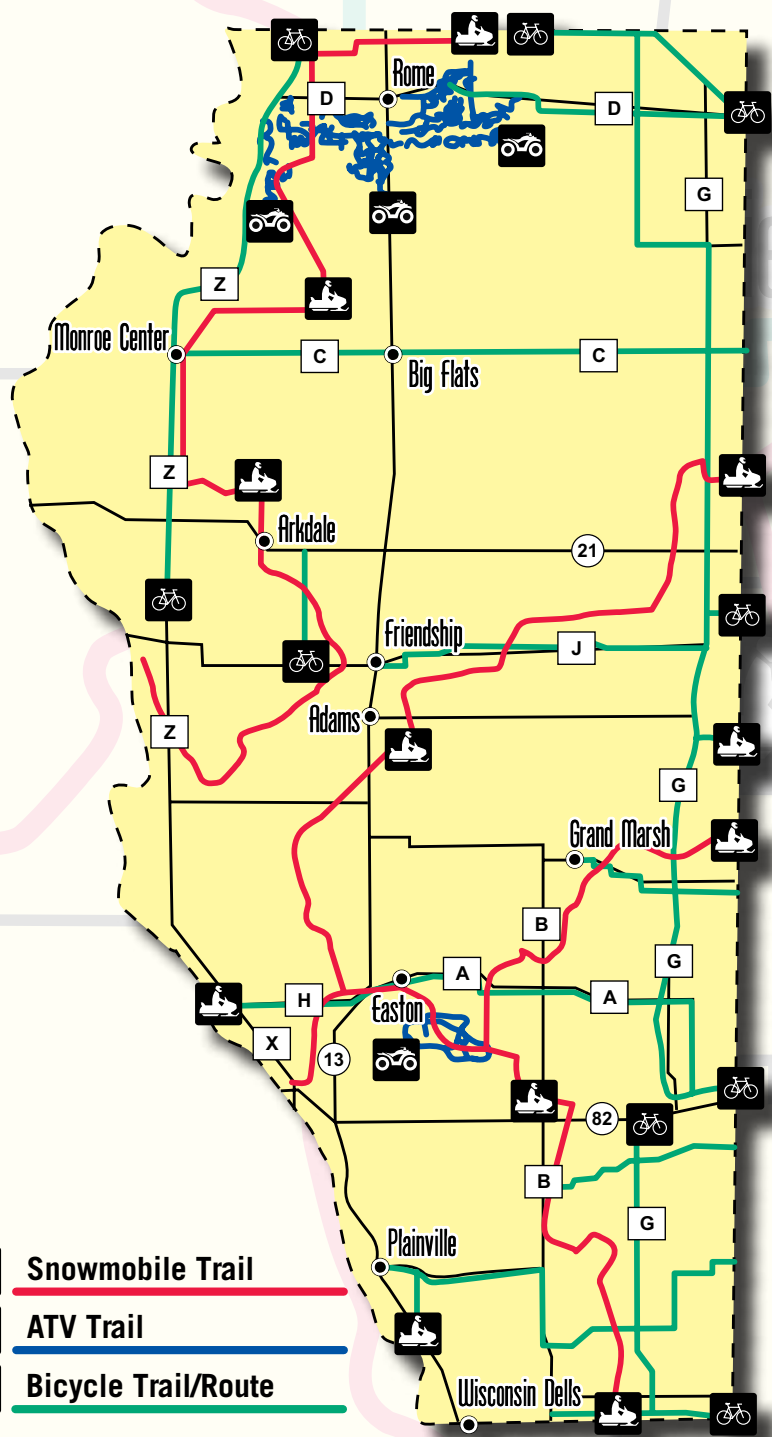 Rome
D
D
G
Z
Monroe Center
C
C
Big Flats
Z
Arkdale
21
Friendship
J
Adams
Z
G
Grand Marsh
B
G
A
A
Easton
H
X
13
82
B
G
Plainville
Snowmobile Trail
ATV Trail
Bicycle Trail/Route
Wisconsin Dells